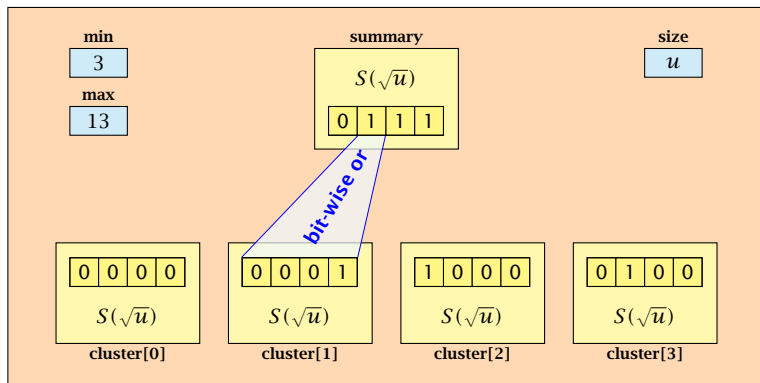 min
summary
size
3
S(√u)
u
max
13
0 1 1 1
bit-wise or
0 0 0 0
0 0 0 1
1 0 0 0
0 1 0 0
S(√u)
S(√u)
S(√u)
S(√u)
cluster[0]
cluster[1]
cluster[2]
cluster[3]